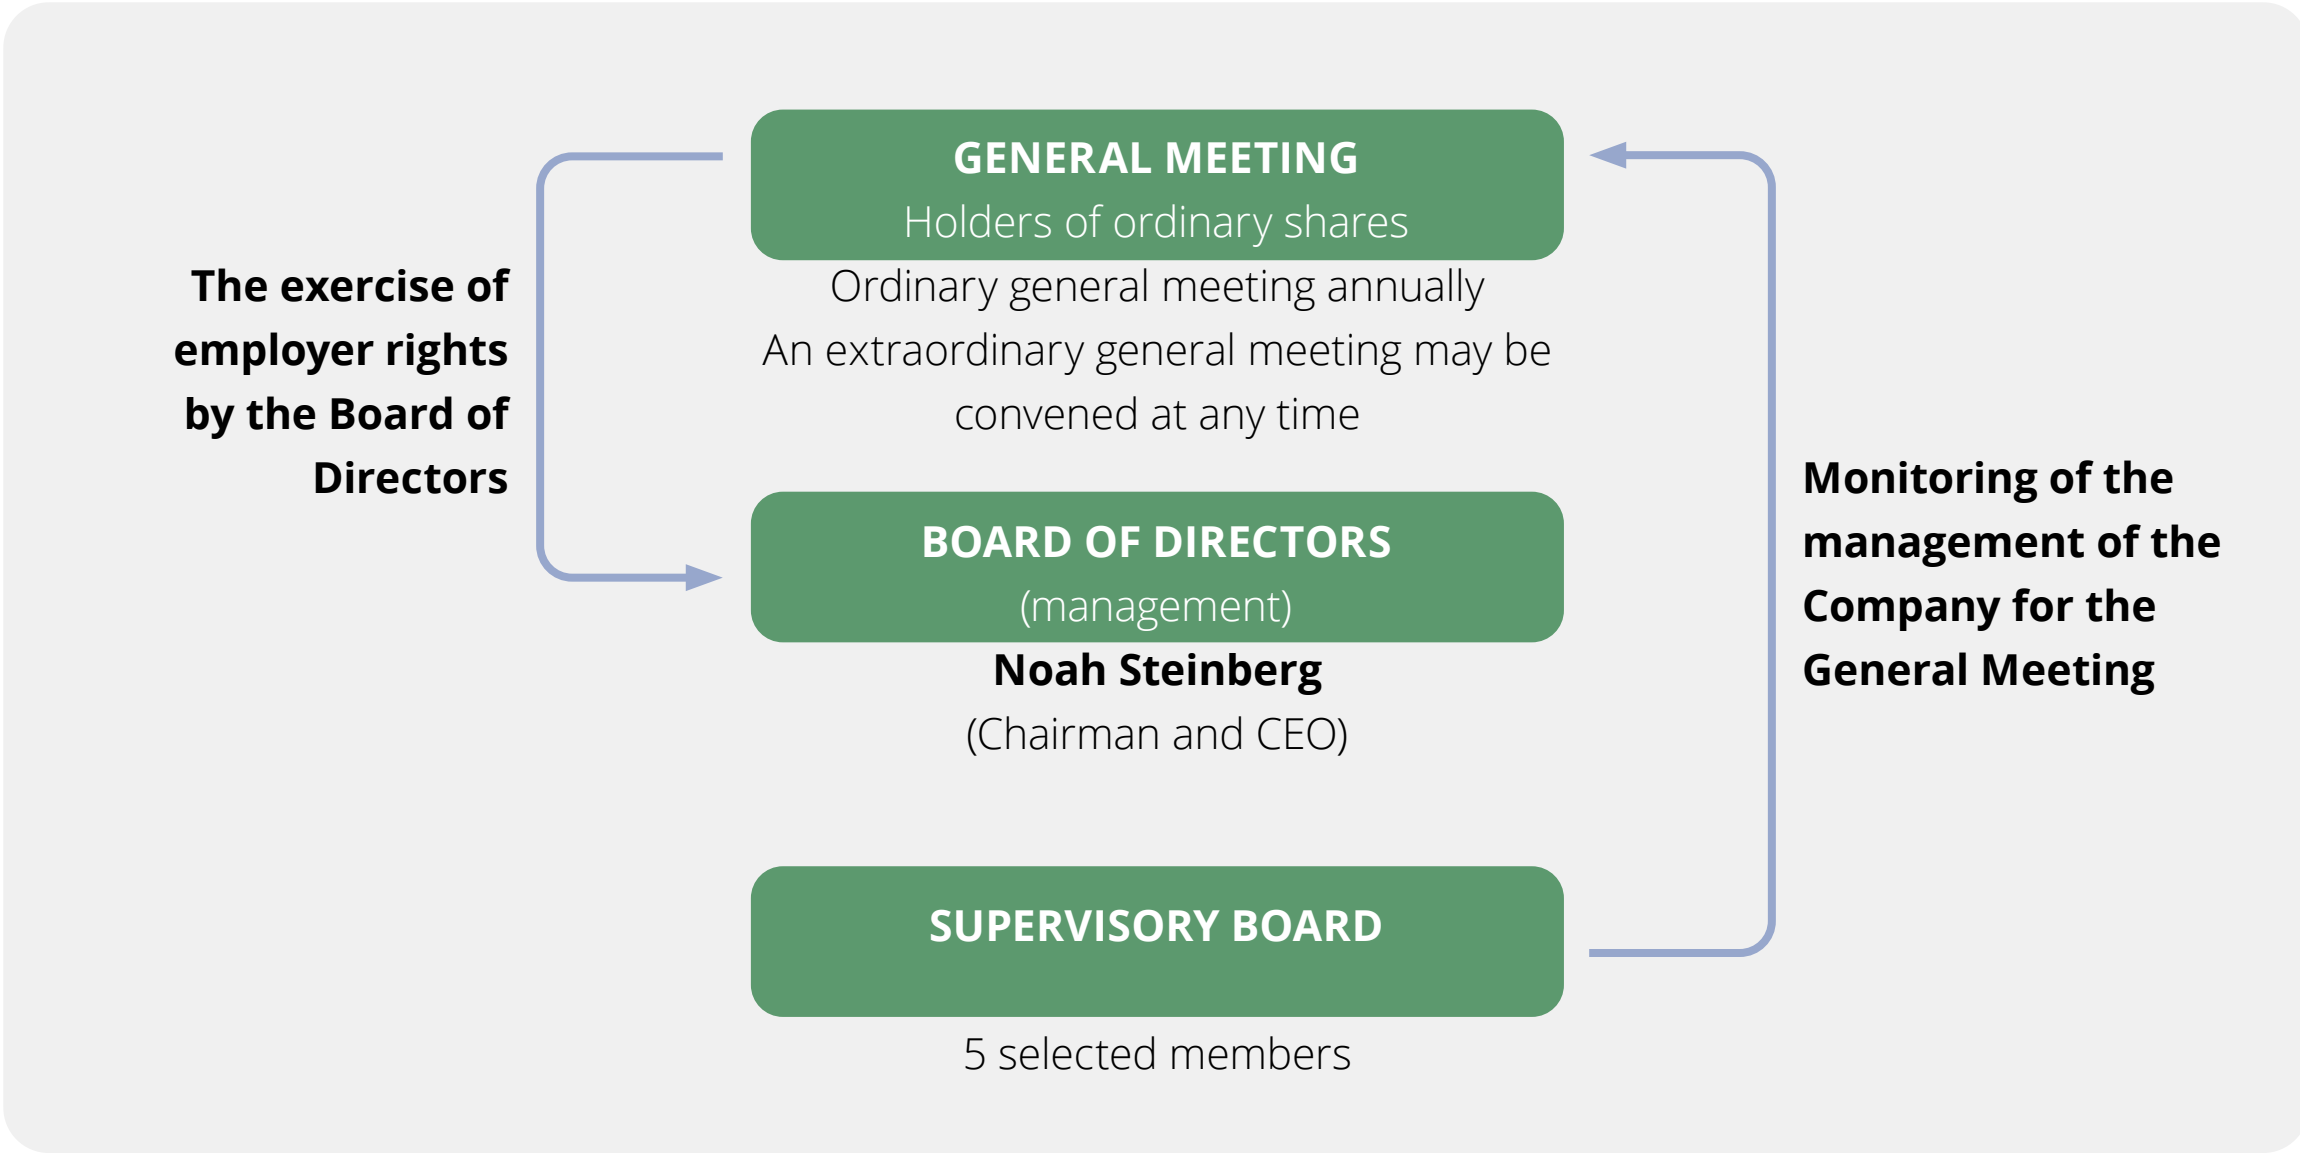 GENERAL MEETING
Holders of ordinary shares
Ordinary general meeting annually
An extraordinary general meeting may be
convened at any time
The exercise of
employer rights
by the Board of
Directors
BOARD OF DIRECTORS
(management)
Noah Steinberg
(Chairman and CEO)
Monitoring of the
management of the
Company for the
General Meeting
SUPERVISORY BOARD
5 selected members